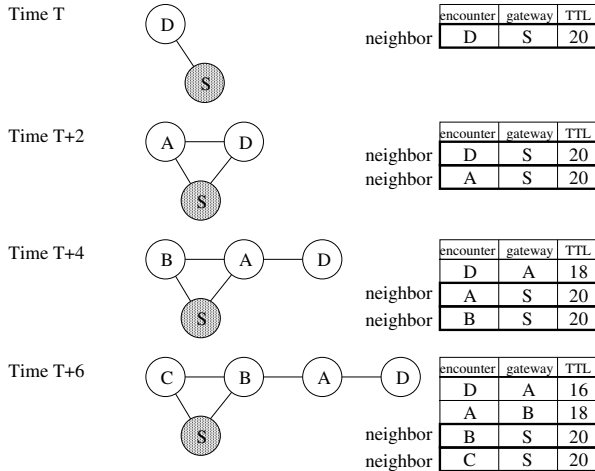 Time T
D
S
encounter gateway TTL
neighbor D S 20
Time T+2
A D
S
encounter gateway TTL
neighbor D S 20
neighbor A S 20
Time T+4
B A D
S
encounter gateway TTL
D A 18
neighbor A S 20
neighbor B S 20
Time T+6
C B A D
S
encounter gateway TTL
D A 16
A B 18
neighbor B S 20
neighbor C S 20